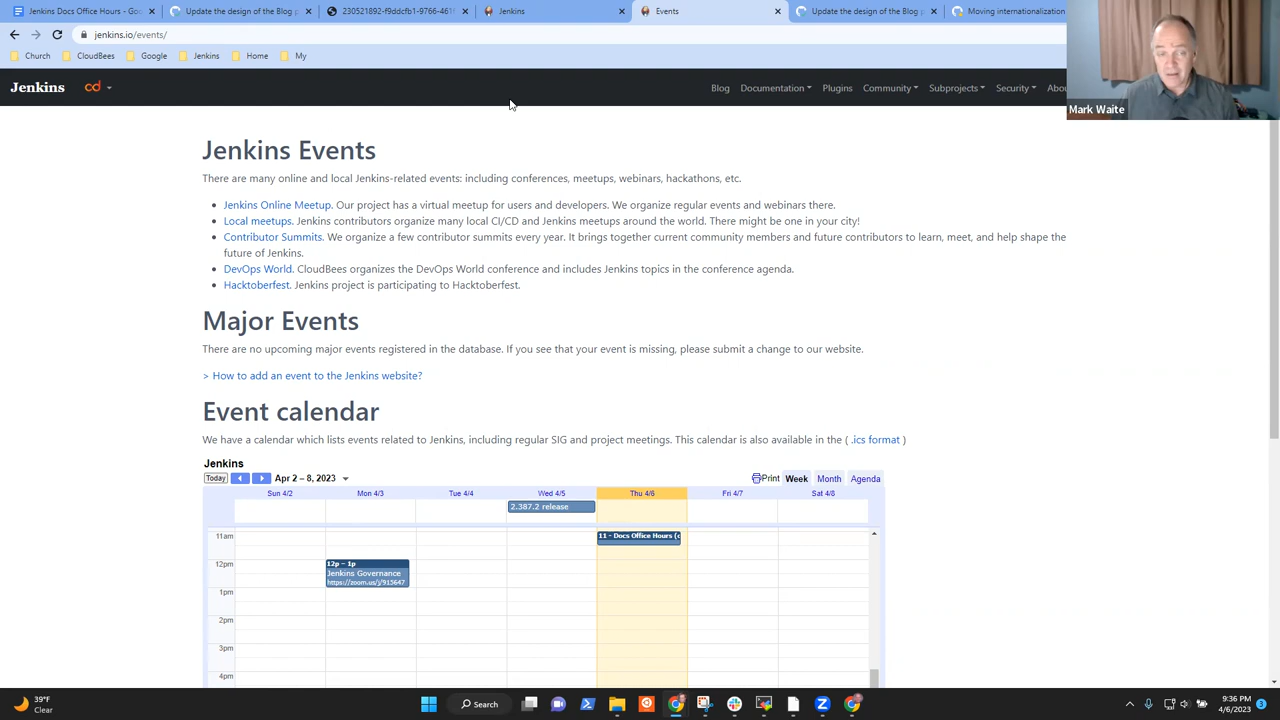 Jenkins Docs Office Hours - Goo
Update the design of the Blog p
230521892-f9ddcfb1-9766-461
Jenkins
Events
Update the design of the Blog p
Moving internationalization
jenkins.io/events/
Church
CloudBees
Google
Jenkins
Home
My
Jenkins
cd
Blog
Documentation
Plugins
Community
Subprojects
Security
Abou
Mark Waite
Jenkins Events
There are many online and local Jenkins-related events: including conferences, meetups, webinars, hackathons, etc.
Jenkins Online Meetup. Our project has a virtual meetup for users and developers. We organize regular events and webinars there.
Local meetups. Jenkins contributors organize many local CI/CD and Jenkins meetups around the world. There might be one in your city!
Contributor Summits. We organize a few contributor summits every year. It brings together current community members and future contributors to learn, meet, and help shape the
future of Jenkins.
DevOps World. CloudBees organizes the DevOps World conference and includes Jenkins topics in the conference agenda.
Hacktoberfest. Jenkins project is participating to Hacktoberfest.
Major Events
There are no upcoming major events registered in the database. If you see that your event is missing, please submit a change to our website.
> How to add an event to the Jenkins website?
Event calendar
We have a calendar which lists events related to Jenkins, including regular SIG and project meetings. This calendar is also available in the ( .ics format )
Jenkins
Today
Apr 2 – 8, 2023
Print
Week
Month
Agenda
Sun 4/2
Mon 4/3
Tue 4/4
Wed 4/5
Thu 4/6
Fri 4/7
Sat 4/8
2.387.2 release
11am
11 - Docs Office Hours (c
12pm
12p – 1p
Jenkins Governance
https://zoom.us/j/915647
1pm
2pm
3pm
4pm
39°F
Clear
Search
9:36 PM
4/6/2023
3